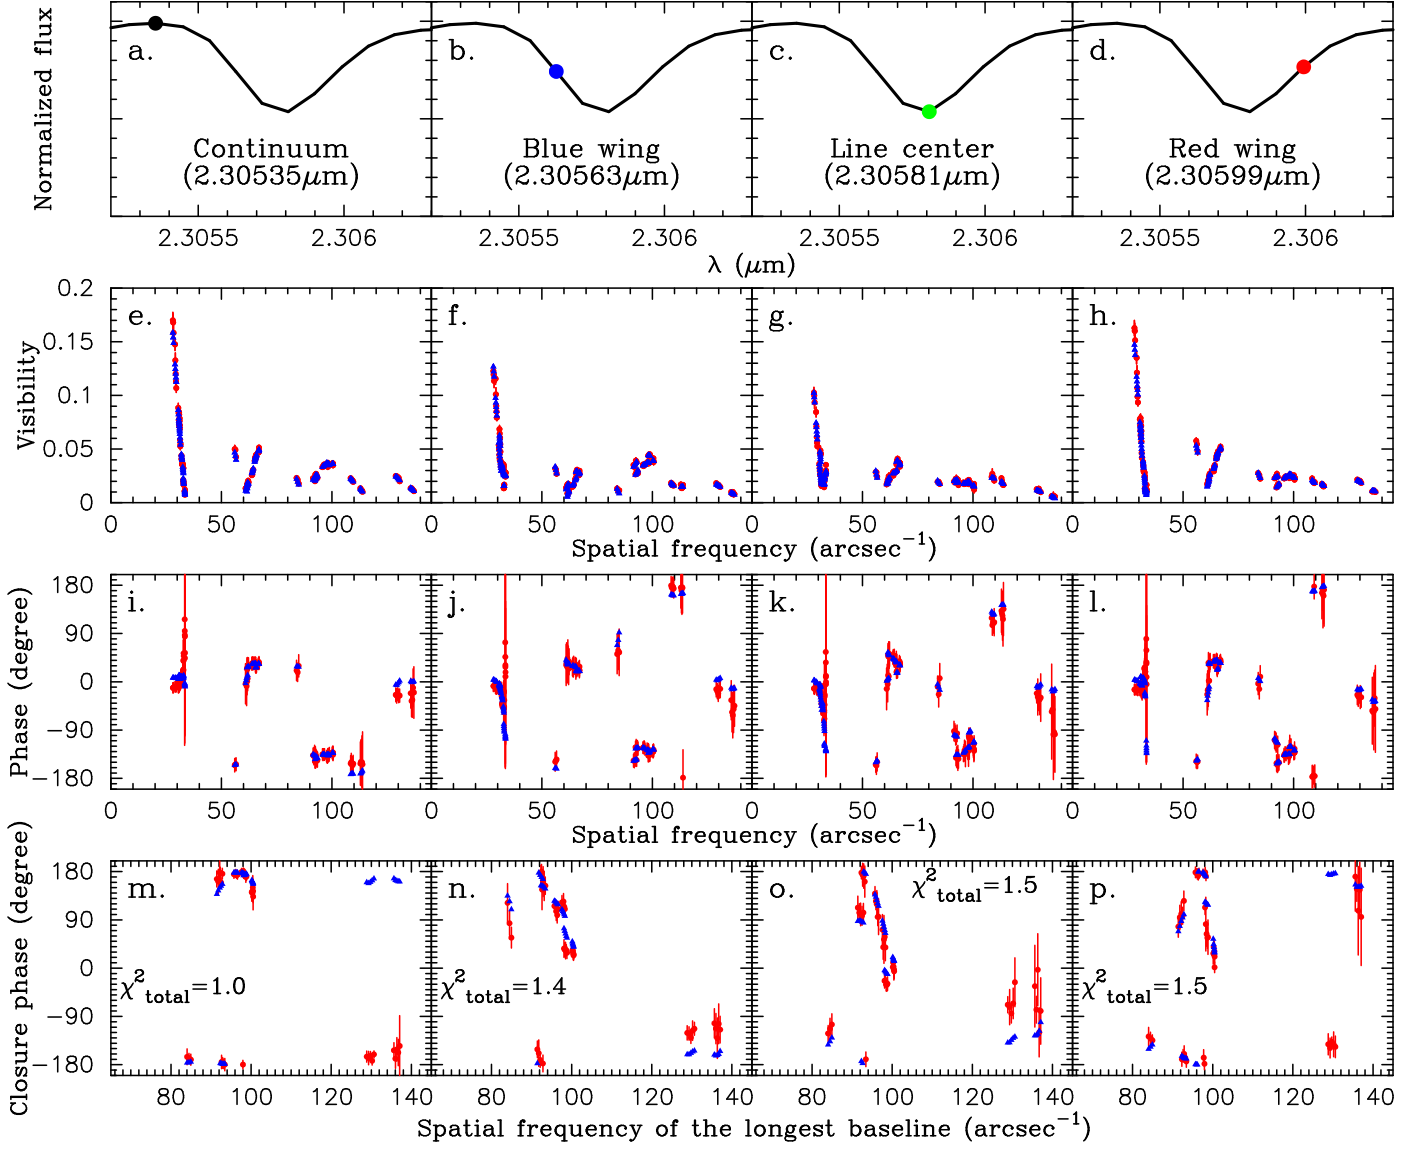 Normalized flux
a.
b.
c.
d.
Continuum
(2.30535μm)
Blue wing
(2.30563μm)
Line center
(2.30581μm)
Red wing
(2.30599μm)
2.3055 2.306 2.3055 2.306 2.3055 2.306 2.3055 2.306
λ (μm)
Visibility
0.2
0.15
0.1
0.05
0
e.
f.
g.
h.
0 50 100 0 50 100 0 50 100 0 50 100
Spatial frequency (arcsec⁻¹)
Phase (degree)
180
90
0
−90
−180
i.
j.
k.
l.
0 50 100 0 50 100 0 50 100 0 50 100
Spatial frequency (arcsec⁻¹)
Closure phase (degree)
180
90
0
−90
−180
m.
n.
o.
p.
χ²total=1.0
χ²total=1.4
χ²total=1.5
χ²total=1.5
80 100 120 140 80 100 120 140 80 100 120 140 80 100 120 140
Spatial frequency of the longest baseline (arcsec⁻¹)